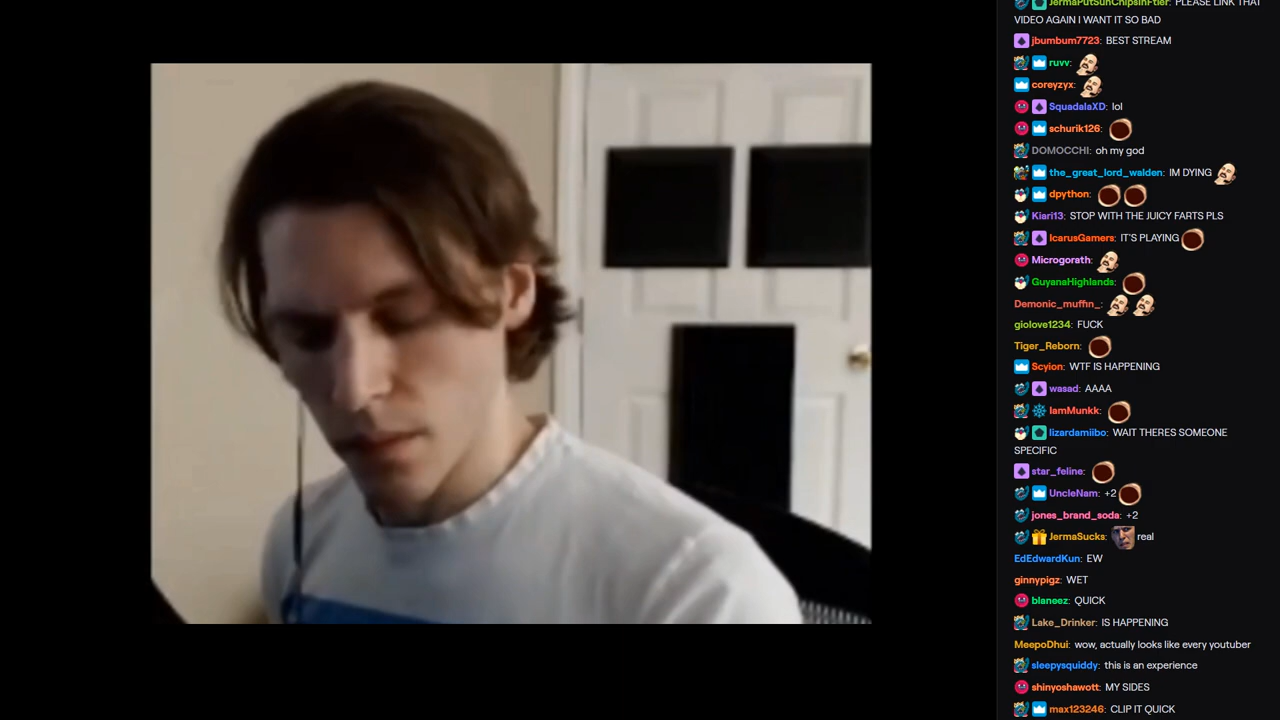 JermaPutSunChipsInFtier: PLEASE LINK THAT
VIDEO AGAIN I WANT IT SO BAD
jbumbum7723: BEST STREAM
ruvv:
coreyzyx:
SquadalaXD: lol
schurik126:
DOMOCCHI: oh my god
the_great_lord_walden: IM DYING
dpython:
Kiari13: STOP WITH THE JUICY FARTS PLS
IcarusGamers: IT'S PLAYING
Microgorath:
GuyanaHighlands:
Demonic_muffin_:
giolove1234: FUCK
Tiger_Reborn:
Scyion: WTF IS HAPPENING
wasad: AAAA
IamMunkk:
lizardamiibo: WAIT THERES SOMEONE
SPECIFIC
star_feline:
UncleNam: +2
jones_brand_soda: +2
JermaSucks: real
EdEdwardKun: EW
ginnypigz: WET
blaneez: QUICK
Lake_Drinker: IS HAPPENING
MeepoDhui: wow, actually looks like every youtuber
sleepysquiddy: this is an experience
shinyoshawott: MY SIDES
max123246: CLIP IT QUICK